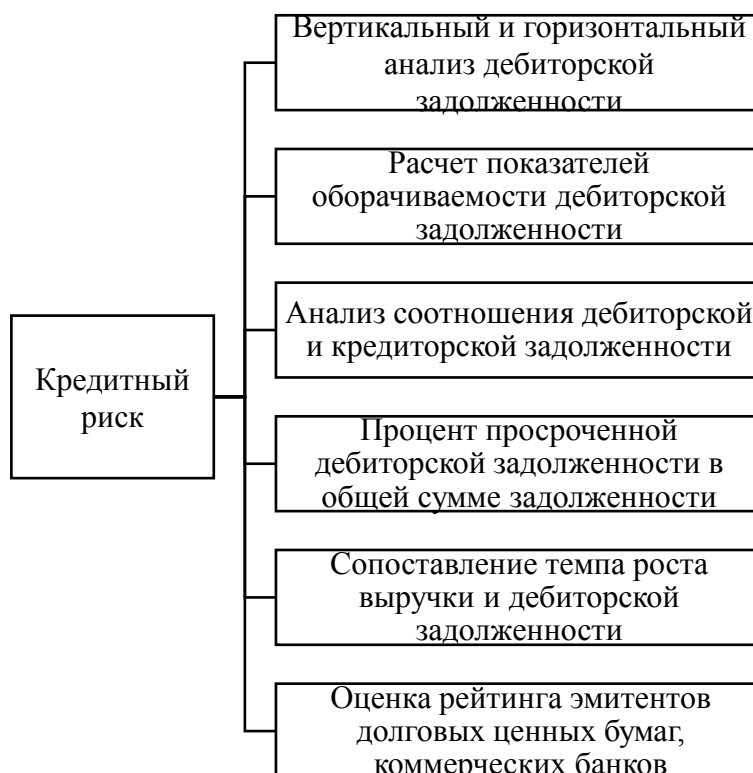 Вертикальный и горизонтальный
анализ дебиторской
задолженности
Расчет показателей
оборачиваемости дебиторской
задолженности
Анализ соотношения дебиторской
и кредиторской задолженности
Кредитный
риск
Процент просроченной
дебиторской задолженности в
общей сумме задолженности
Сопоставление темпа роста
выручки и дебиторской
задолженности
Оценка рейтинга эмитентов
долговых ценных бумаг,
коммерческих банков